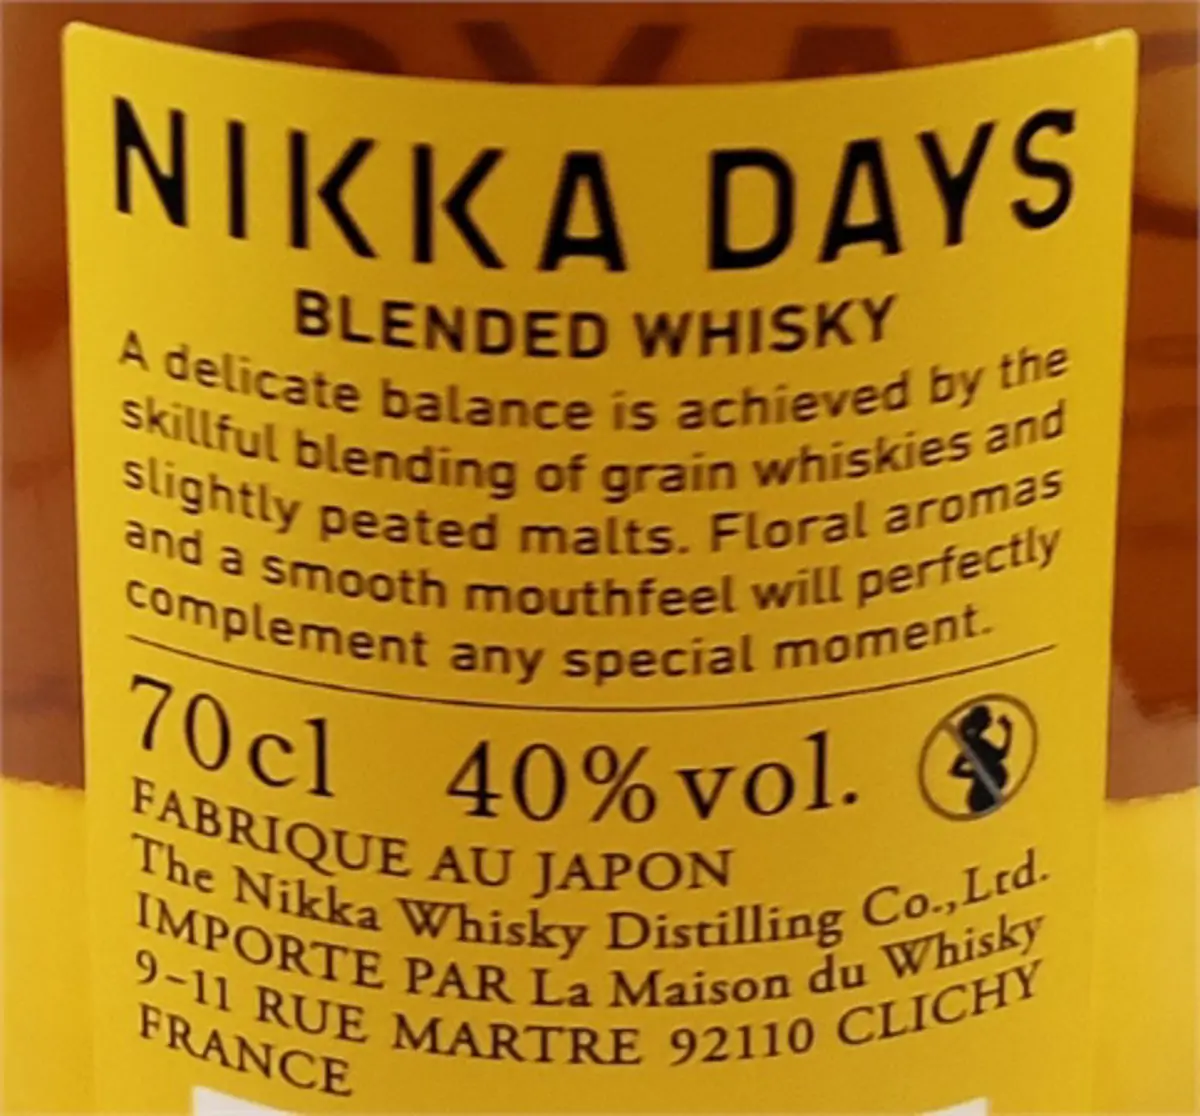 NIKKA DAYS
BLENDED WHISKY
A delicate balance is achieved by the
skillful blending of grain whiskies and
slightly peated malts. Floral aromas
and a smooth mouthfeel will perfectly
complement any special moment.
70cl 40%vol.
FABRIQUE AU JAPON
The Nikka Whisky Distilling Co.,Ltd.
IMPORTE PAR La Maison du Whisky
9-11 RUE MARTRE 92110 CLICHY
FRANCE